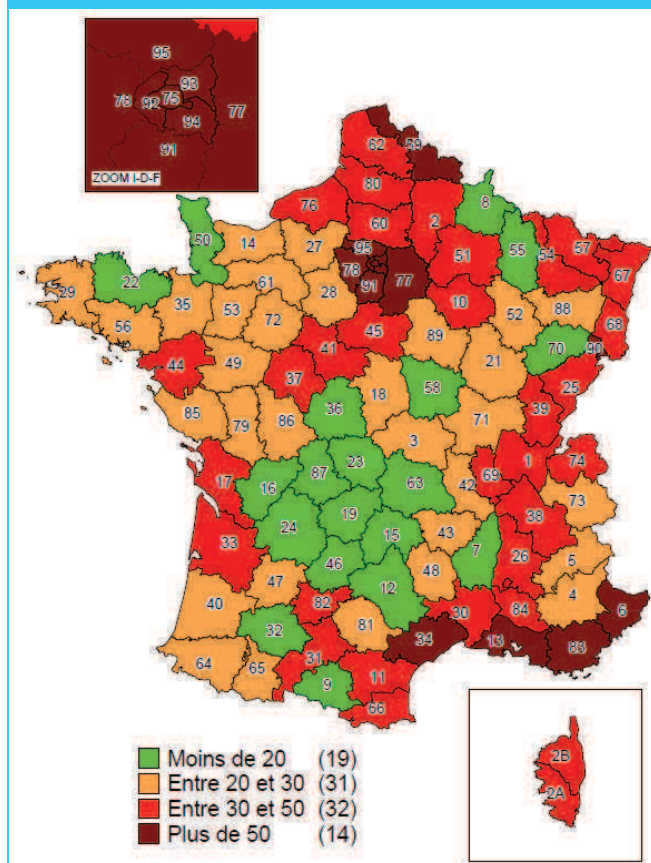 95
93
78 92 75 77
94
91
ZOOM I-D-F
62 59
80
76 60 2 8
50 14 27 95 51 55 54 57 67
78 77
91
29 22 35 61 28 10 52 88 68
56 53 72 45 89 70 90
44 49 41 21 25
37 18 58 39
85 79 86 36 71
3
17 16 87 23 63 42 69 1 74
24 19 38 73
33 15 43
46 7 26 5
47 12 48
40 82 30 84 4 6
32 81 34 13 83
64 65 31 11
9
66
2B
2A
Moins de 20 (19)
Entre 20 et 30 (31)
Entre 30 et 50 (32)
Plus de 50 (14)